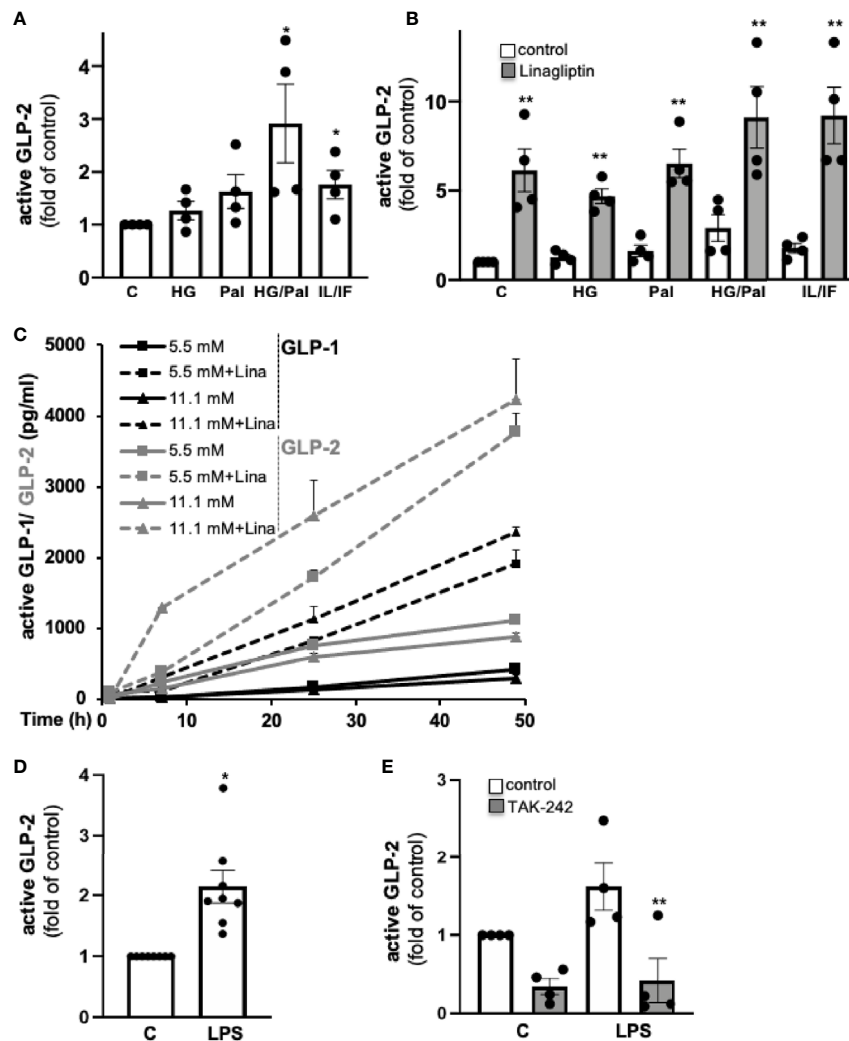 A
active GLP-2
(fold of control)
5
4
3
2
1
0
*
*
C HG Pal HG/Pal IL/IF
B
active GLP-2
(fold of control)
10
5
0
control
Linagliptin
** ** ** ** **
C HG Pal HG/Pal IL/IF
C
active GLP-1/ GLP-2 (pg/ml)
5000
4000
3000
2000
1000
0
5.5 mM
5.5 mM+Lina
11.1 mM
11.1 mM+Lina
GLP-1
5.5 mM
5.5 mM+Lina
11.1 mM
11.1 mM+Lina
GLP-2
Time (h) 0 10 20 30 40 50
D
active GLP-2
(fold of control)
4
3
2
1
0
*
C LPS
E
active GLP-2
(fold of control)
3
2
1
0
control
TAK-242
**
C LPS